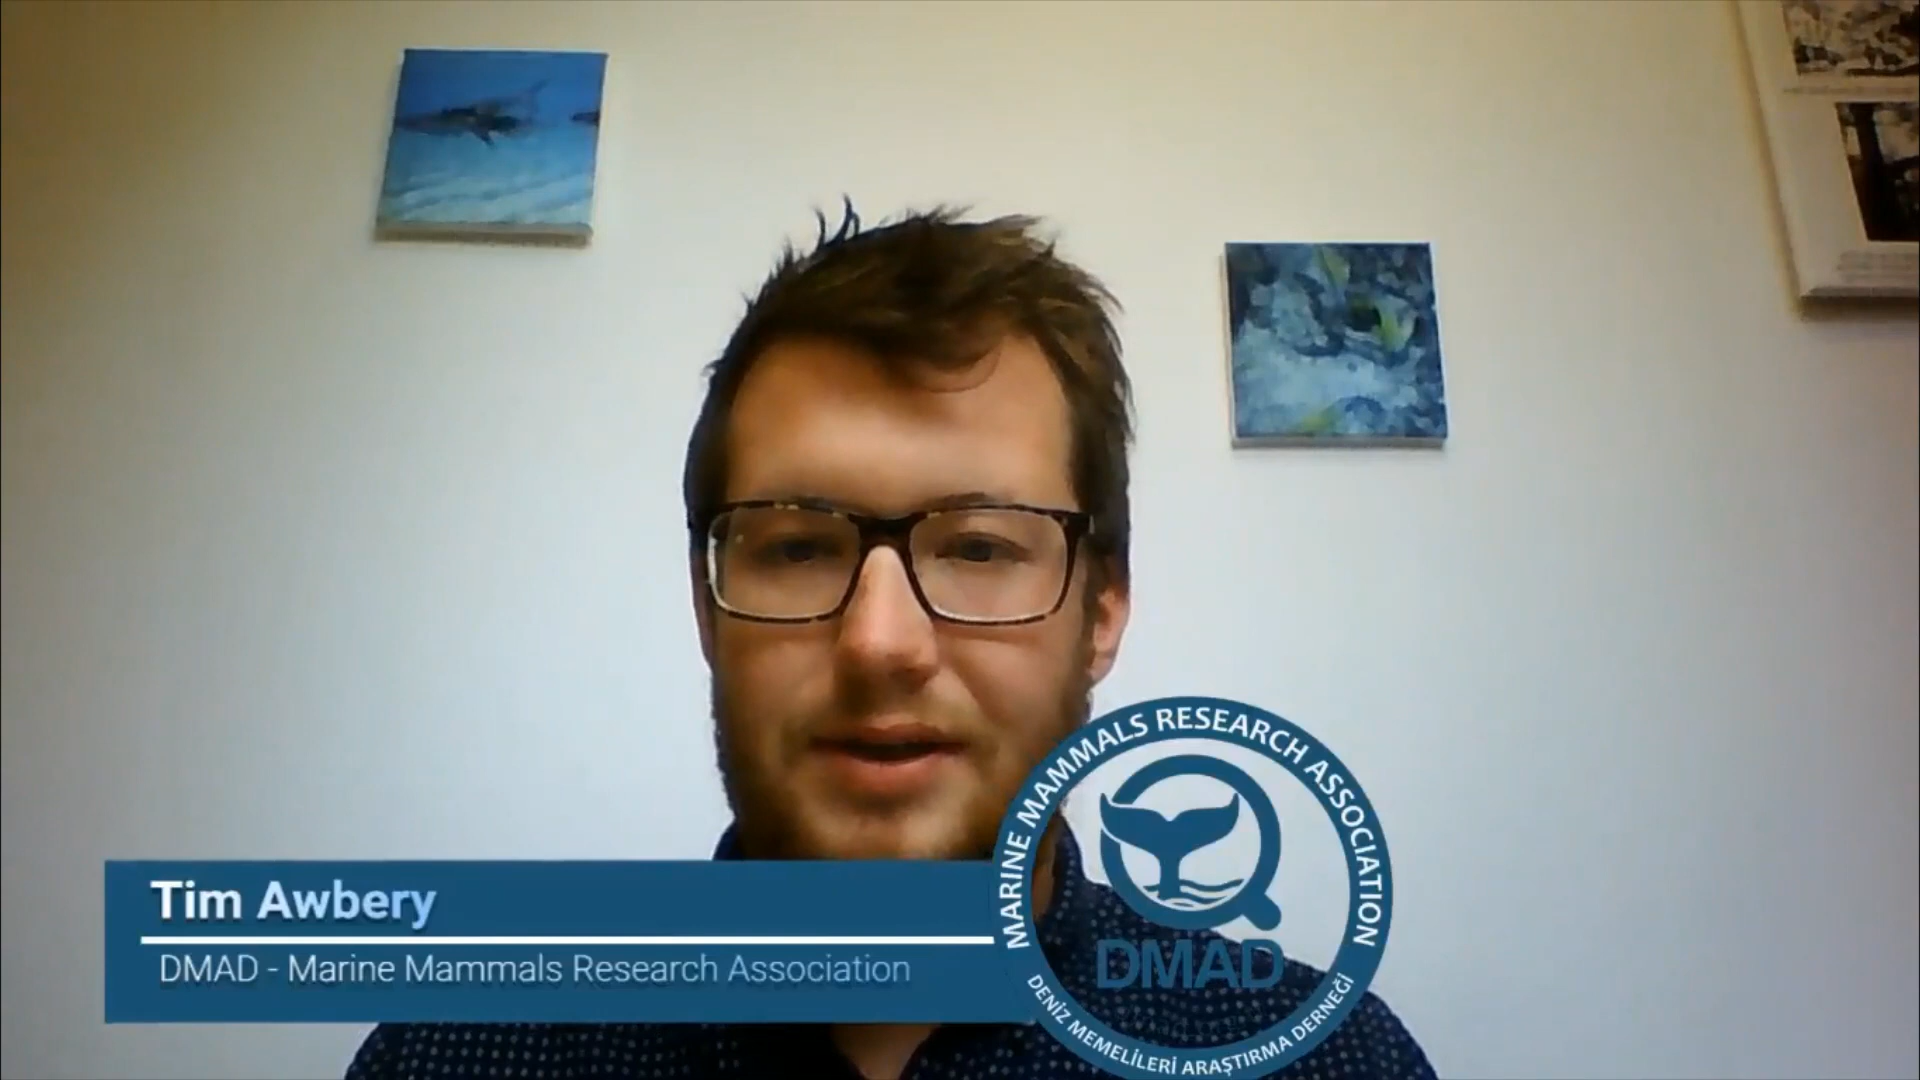 Tim Awbery
DMAD - Marine Mammals Research Association
MARINE MAMMALS RESEARCH ASSOCIATION
DMAD
DENİZ MEMELİLERİ ARAŞTIRMA DERNEĞİ